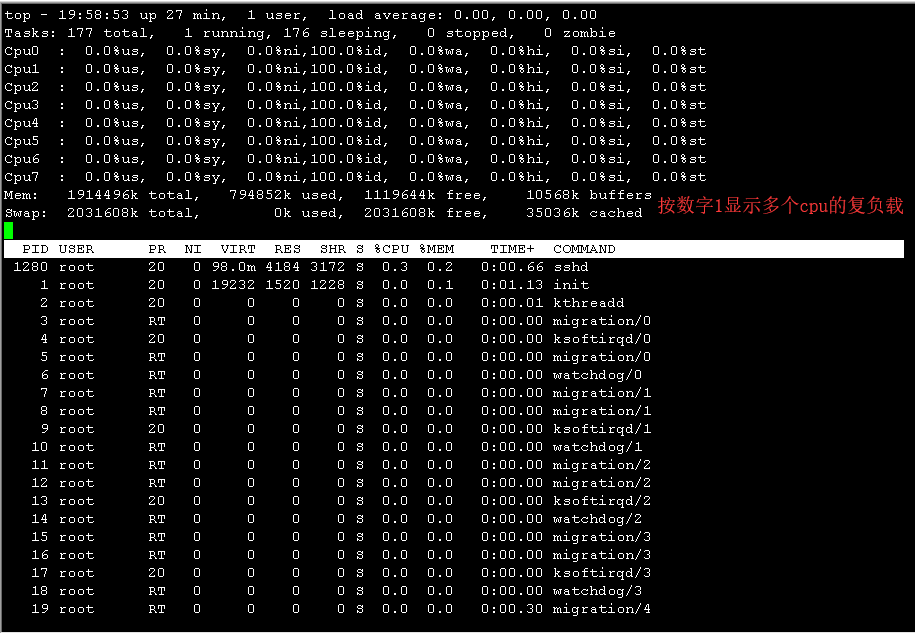 top - 19:58:53 up 27 min,  1 user,  load average: 0.00, 0.00, 0.00
Tasks: 177 total,   1 running, 176 sleeping,   0 stopped,   0 zombie
Cpu0  :  0.0%us,  0.0%sy,  0.0%ni,100.0%id,  0.0%wa,  0.0%hi,  0.0%si,  0.0%st
Cpu1  :  0.0%us,  0.0%sy,  0.0%ni,100.0%id,  0.0%wa,  0.0%hi,  0.0%si,  0.0%st
Cpu2  :  0.0%us,  0.0%sy,  0.0%ni,100.0%id,  0.0%wa,  0.0%hi,  0.0%si,  0.0%st
Cpu3  :  0.0%us,  0.0%sy,  0.0%ni,100.0%id,  0.0%wa,  0.0%hi,  0.0%si,  0.0%st
Cpu4  :  0.0%us,  0.0%sy,  0.0%ni,100.0%id,  0.0%wa,  0.0%hi,  0.0%si,  0.0%st
Cpu5  :  0.0%us,  0.0%sy,  0.0%ni,100.0%id,  0.0%wa,  0.0%hi,  0.0%si,  0.0%st
Cpu6  :  0.0%us,  0.0%sy,  0.0%ni,100.0%id,  0.0%wa,  0.0%hi,  0.0%si,  0.0%st
Cpu7  :  0.0%us,  0.0%sy,  0.0%ni,100.0%id,  0.0%wa,  0.0%hi,  0.0%si,  0.0%st
Mem:   1914496k total,   794852k used,  1119644k free,    10568k buffers
按数字1显示多个cpu的复负载
Swap:  2031608k total,        0k used,  2031608k free,    35036k cached
PID USER      PR  NI  VIRT  RES  SHR S %CPU %MEM    TIME+  COMMAND
1280 root      20   0 98.0m 4184 3172 S  0.3  0.2   0:00.66 sshd
1 root      20   0 19232 1520 1228 S  0.0  0.1   0:01.13 init
2 root      20   0     0    0    0 S  0.0  0.0   0:00.01 kthreadd
3 root      RT   0     0    0    0 S  0.0  0.0   0:00.00 migration/0
4 root      20   0     0    0    0 S  0.0  0.0   0:00.00 ksoftirqd/0
5 root      RT   0     0    0    0 S  0.0  0.0   0:00.00 migration/0
6 root      RT   0     0    0    0 S  0.0  0.0   0:00.00 watchdog/0
7 root      RT   0     0    0    0 S  0.0  0.0   0:00.00 migration/1
8 root      RT   0     0    0    0 S  0.0  0.0   0:00.00 migration/1
9 root      20   0     0    0    0 S  0.0  0.0   0:00.00 ksoftirqd/1
10 root      RT   0     0    0    0 S  0.0  0.0   0:00.00 watchdog/1
11 root      RT   0     0    0    0 S  0.0  0.0   0:00.00 migration/2
12 root      RT   0     0    0    0 S  0.0  0.0   0:00.00 migration/2
13 root      20   0     0    0    0 S  0.0  0.0   0:00.00 ksoftirqd/2
14 root      RT   0     0    0    0 S  0.0  0.0   0:00.00 watchdog/2
15 root      RT   0     0    0    0 S  0.0  0.0   0:00.00 migration/3
16 root      RT   0     0    0    0 S  0.0  0.0   0:00.00 migration/3
17 root      20   0     0    0    0 S  0.0  0.0   0:00.00 ksoftirqd/3
18 root      RT   0     0    0    0 S  0.0  0.0   0:00.00 watchdog/3
19 root      RT   0     0    0    0 S  0.0  0.0   0:00.30 migration/4